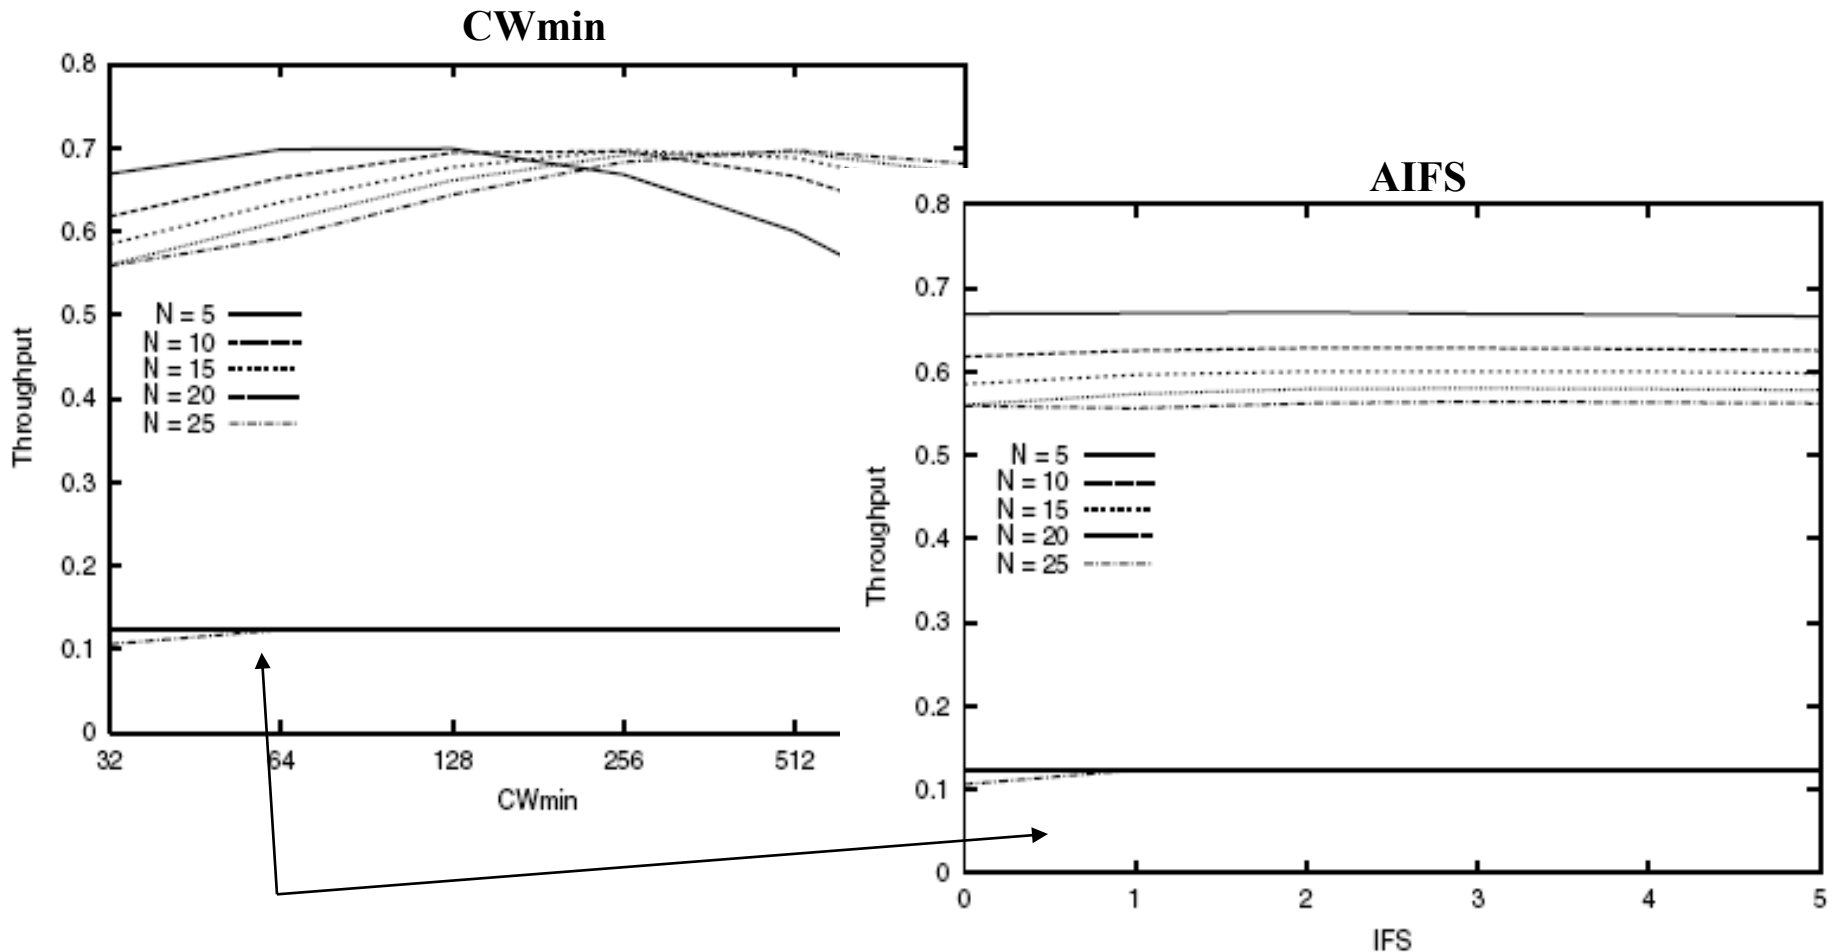 CWmin
0.8
0.7
0.6
0.5
0.4
0.3
0.2
0.1
0
Throughput
N = 5
N = 10
N = 15
N = 20
N = 25
32
64
128
256
512
CWmin
AIFS
0.8
0.7
0.6
0.5
0.4
0.3
0.2
0.1
0
Throughput
N = 5
N = 10
N = 15
N = 20
N = 25
0
1
2
3
4
5
IFS